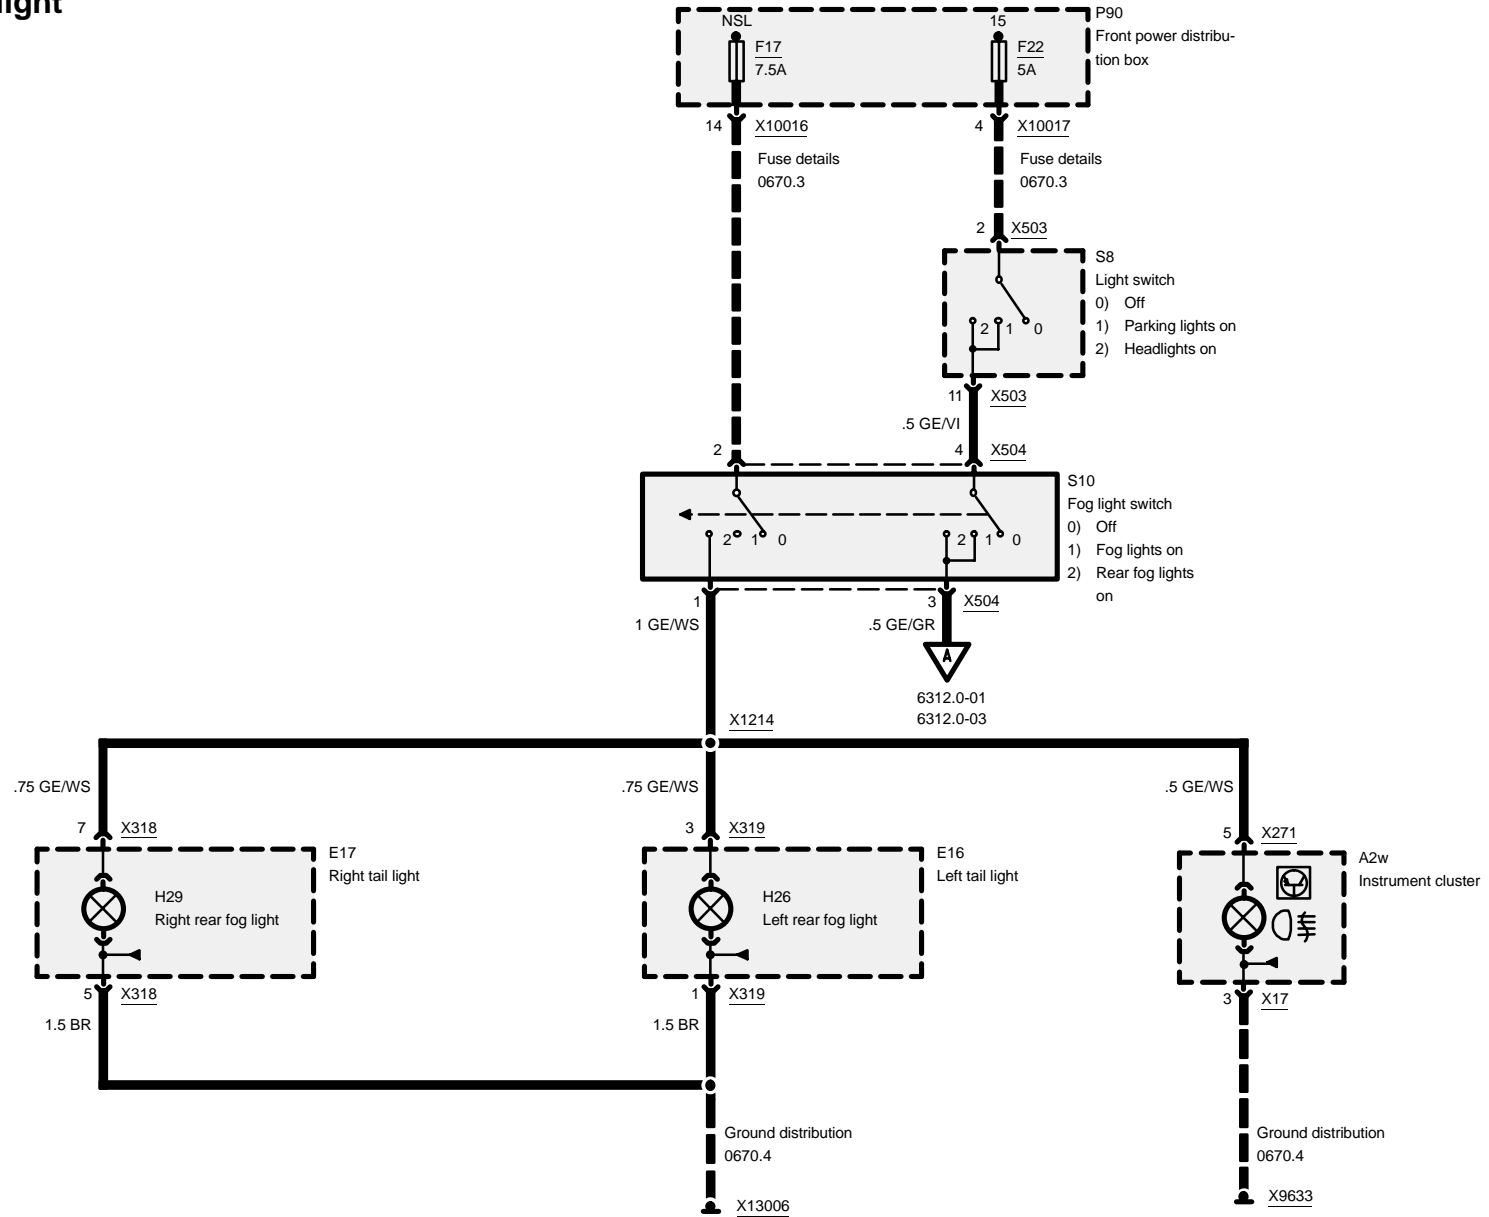 light
NSL
15
P90
Front power distribu-
tion box
F17
7.5A
F22
5A
14
X10016
4
X10017
Fuse details
0670.3
Fuse details
0670.3
2
X503
S8
Light switch
0) Off
1) Parking lights on
2) Headlights on
2 1 0
11
X503
.5 GE/VI
2
4
X504
S10
Fog light switch
0) Off
1) Fog lights on
2) Rear fog lights
on
2 1 0
2 1 0
1
3
X504
1 GE/WS
.5 GE/GR
A
6312.0-01
6312.0-03
X1214
.75 GE/WS
.75 GE/WS
.5 GE/WS
7
X318
3
X319
5
X271
E17
Right tail light
E16
Left tail light
A2w
Instrument cluster
H29
Right rear fog light
H26
Left rear fog light
5
X318
1
X319
3
X17
1.5 BR
1.5 BR
Ground distribution
0670.4
Ground distribution
0670.4
X13006
X9633